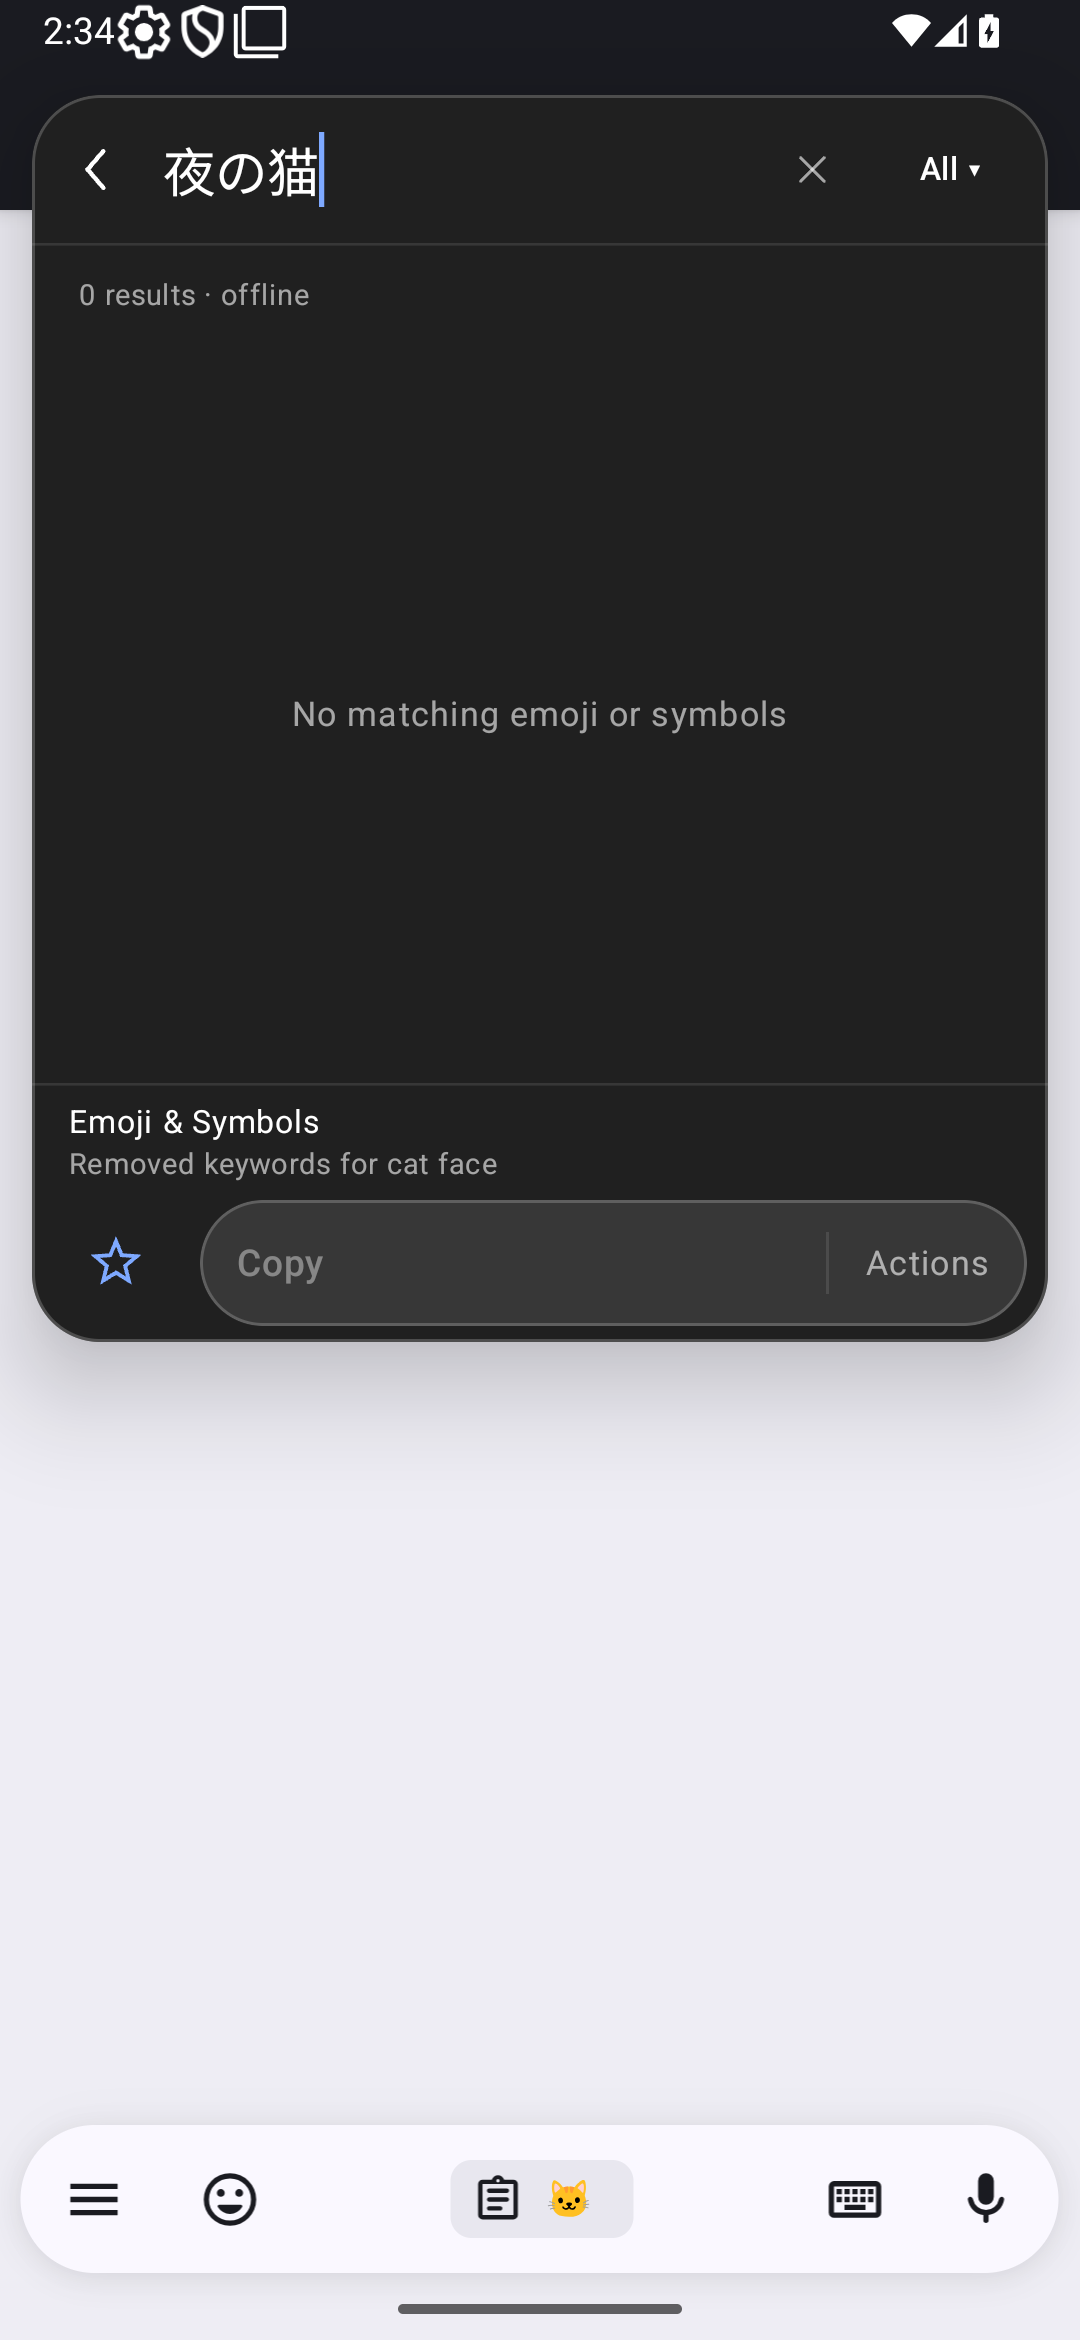 2:34
夜の猫
All ▾
0 results · offline
No matching emoji or symbols
Emoji & Symbols
Removed keywords for cat face
Copy
Actions